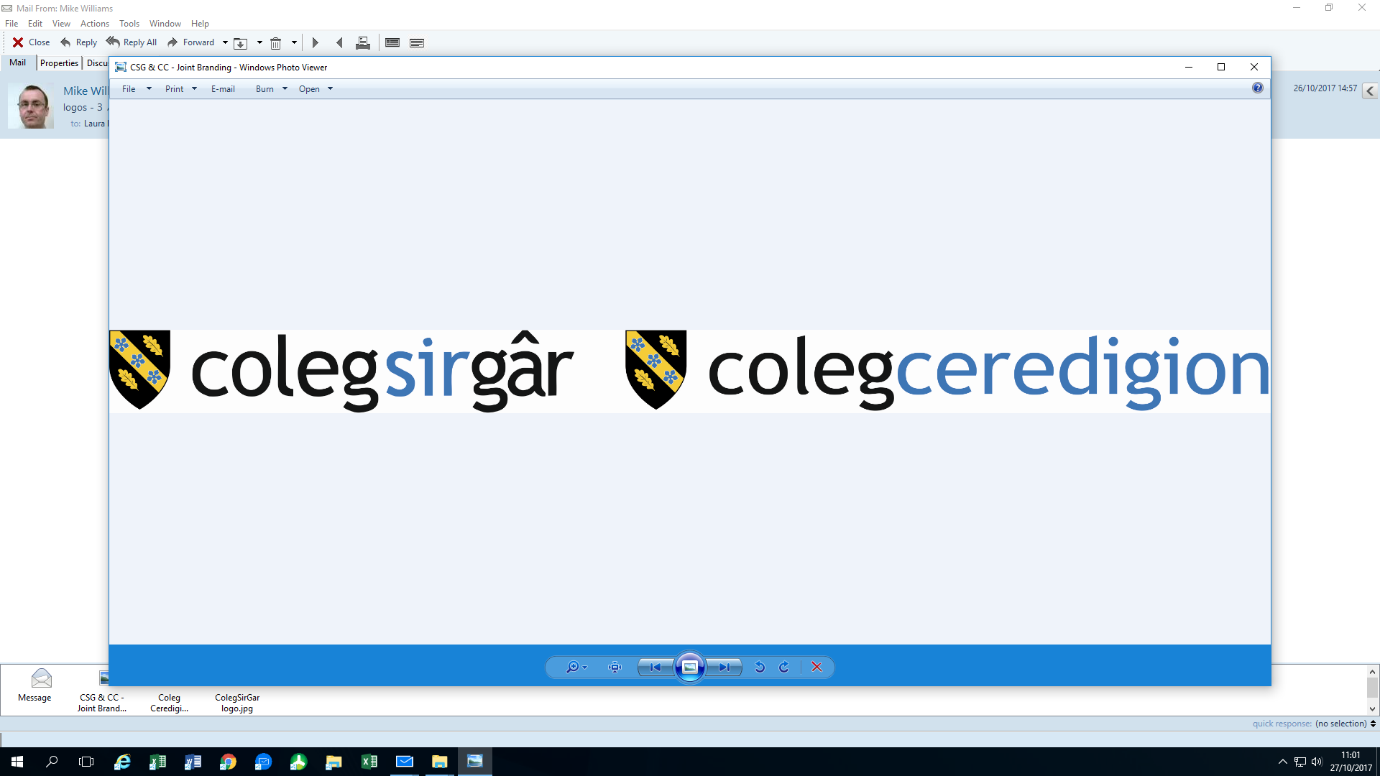 Mail From: Mike Williams
File Edit View Actions Tools Window Help
Close Reply Reply All Forward
Mail Properties Discu
CSG & CC - Joint Branding - Windows Photo Viewer
File Print E-mail Burn Open
Mike Will
logos - 3
to: Laura
26/10/2017 14:57
colegsirgâr colegceredigion
Message
CSG & CC -
Joint Brand...
Coleg
Ceredigi...
ColegSirGar
logo.jpg
quick response: (no selection)
11:01
27/10/2017